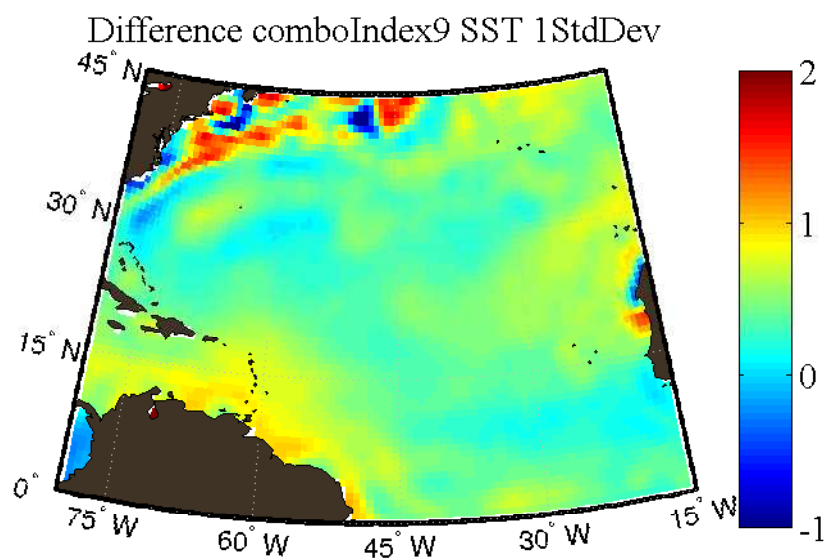 Difference comboIndex9 SST 1StdDev
45° N
30° N
15° N
0°
75° W
60° W
45° W
30° W
15° W
2
1
0
-1